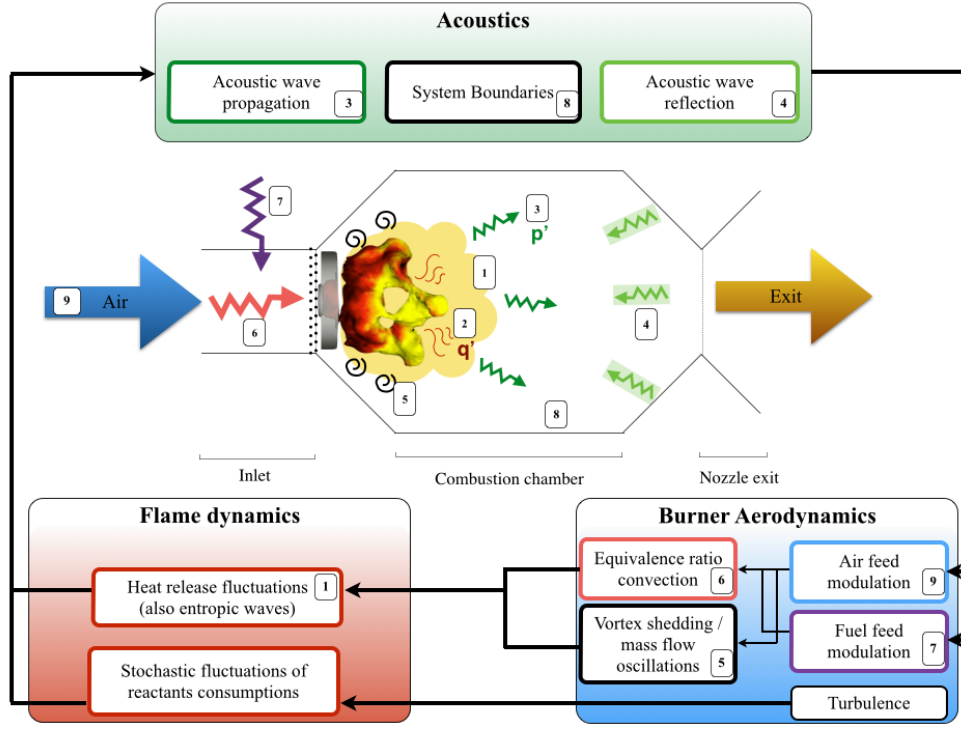 Acoustics
Acoustic wave
propagation
3
System Boundaries
8
Acoustic wave
reflection
4
7
3
p'
1
9
Air
6
2
q'
4
Exit
5
8
Inlet
Combustion chamber
Nozzle exit
Flame dynamics
Heat release fluctuations
(also entropic waves)
1
Stochastic fluctuations of
reactants consumptions
Burner Aerodynamics
Equivalence ratio
convection
6
Air feed
modulation
9
Vortex shedding /
mass flow
oscillations
5
Fuel feed
modulation
7
Turbulence